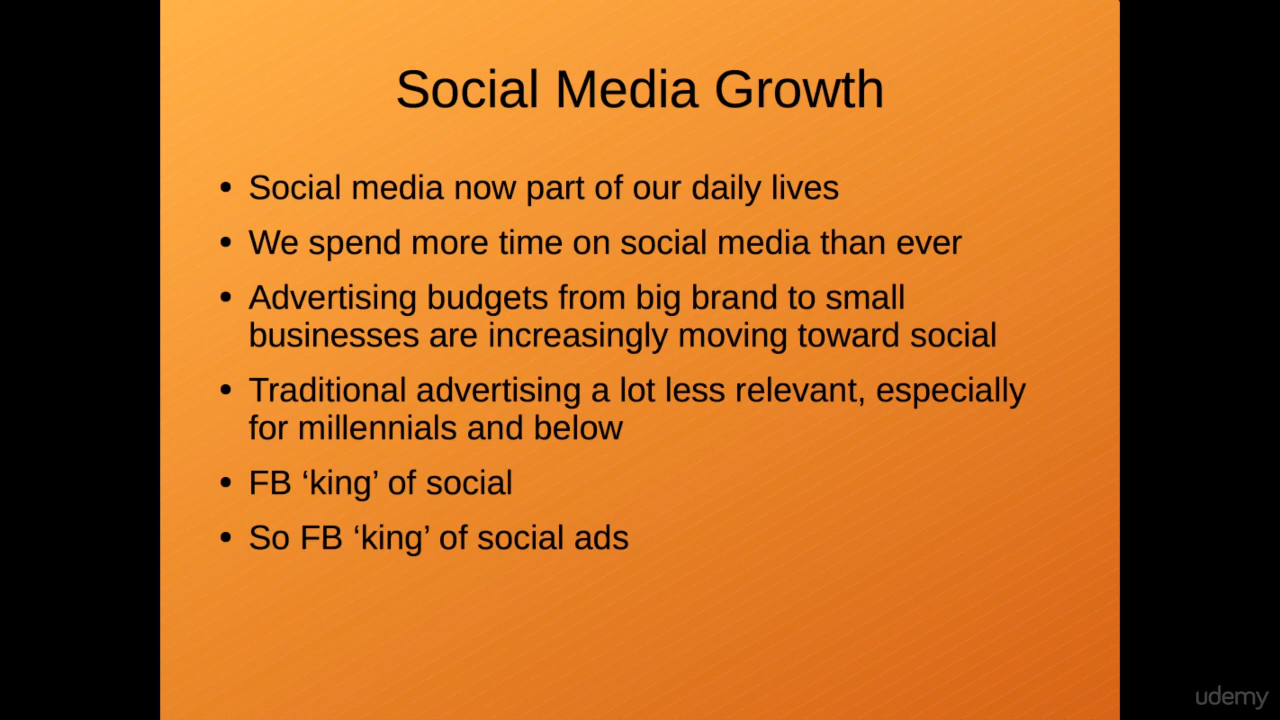 Social Media Growth
• Social media now part of our daily lives
• We spend more time on social media than ever
• Advertising budgets from big brand to small
businesses are increasingly moving toward social
• Traditional advertising a lot less relevant, especially
for millennials and below
• FB ‘king’ of social
• So FB ‘king’ of social ads
udemy